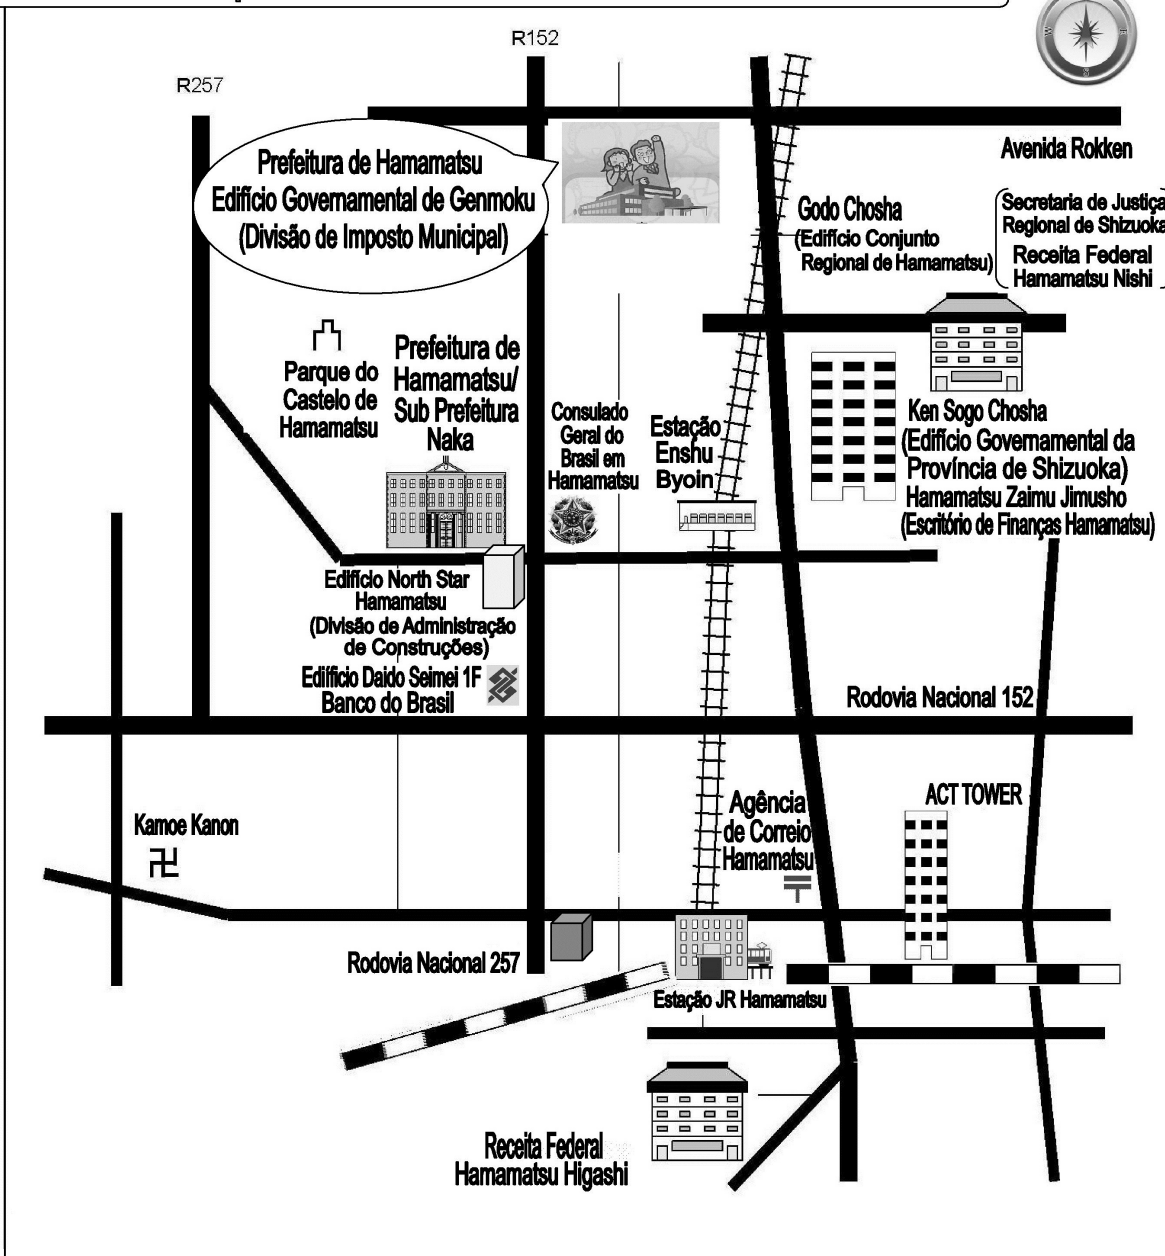 R152
R257
Prefeitura de Hamamatsu
Edifício Governamental de Genmoku
(Divisão de Imposto Municipal)
Avenida Rokken
Godo Chosha
(Edifício Conjunto
Regional de Hamamatsu)
Secretaria de Justiça
Regional de Shizuoka
Receita Federal
Hamamatsu Nishi
Parque do
Castelo de
Hamamatsu
Prefeitura de
Hamamatsu/
Sub Prefeitura
Naka
Consulado
Geral do
Brasil em
Hamamatsu
Estação
Enshu
Byoin
Ken Sogo Chosha
(Edifício Governamental da
Província de Shizuoka)
Hamamatsu Zaimu Jimusho
(Escritório de Finanças Hamamatsu)
Edifício North Star
Hamamatsu
(Divisão de Administração
de Construções)
Edifício Daido Seimei 1F
Banco do Brasil
Rodovia Nacional 152
Kamoe Kanon
卍
Agência
de Correio
Hamamatsu
〒
ACT TOWER
Rodovia Nacional 257
Estação JR Hamamatsu
Receita Federal
Hamamatsu Higashi